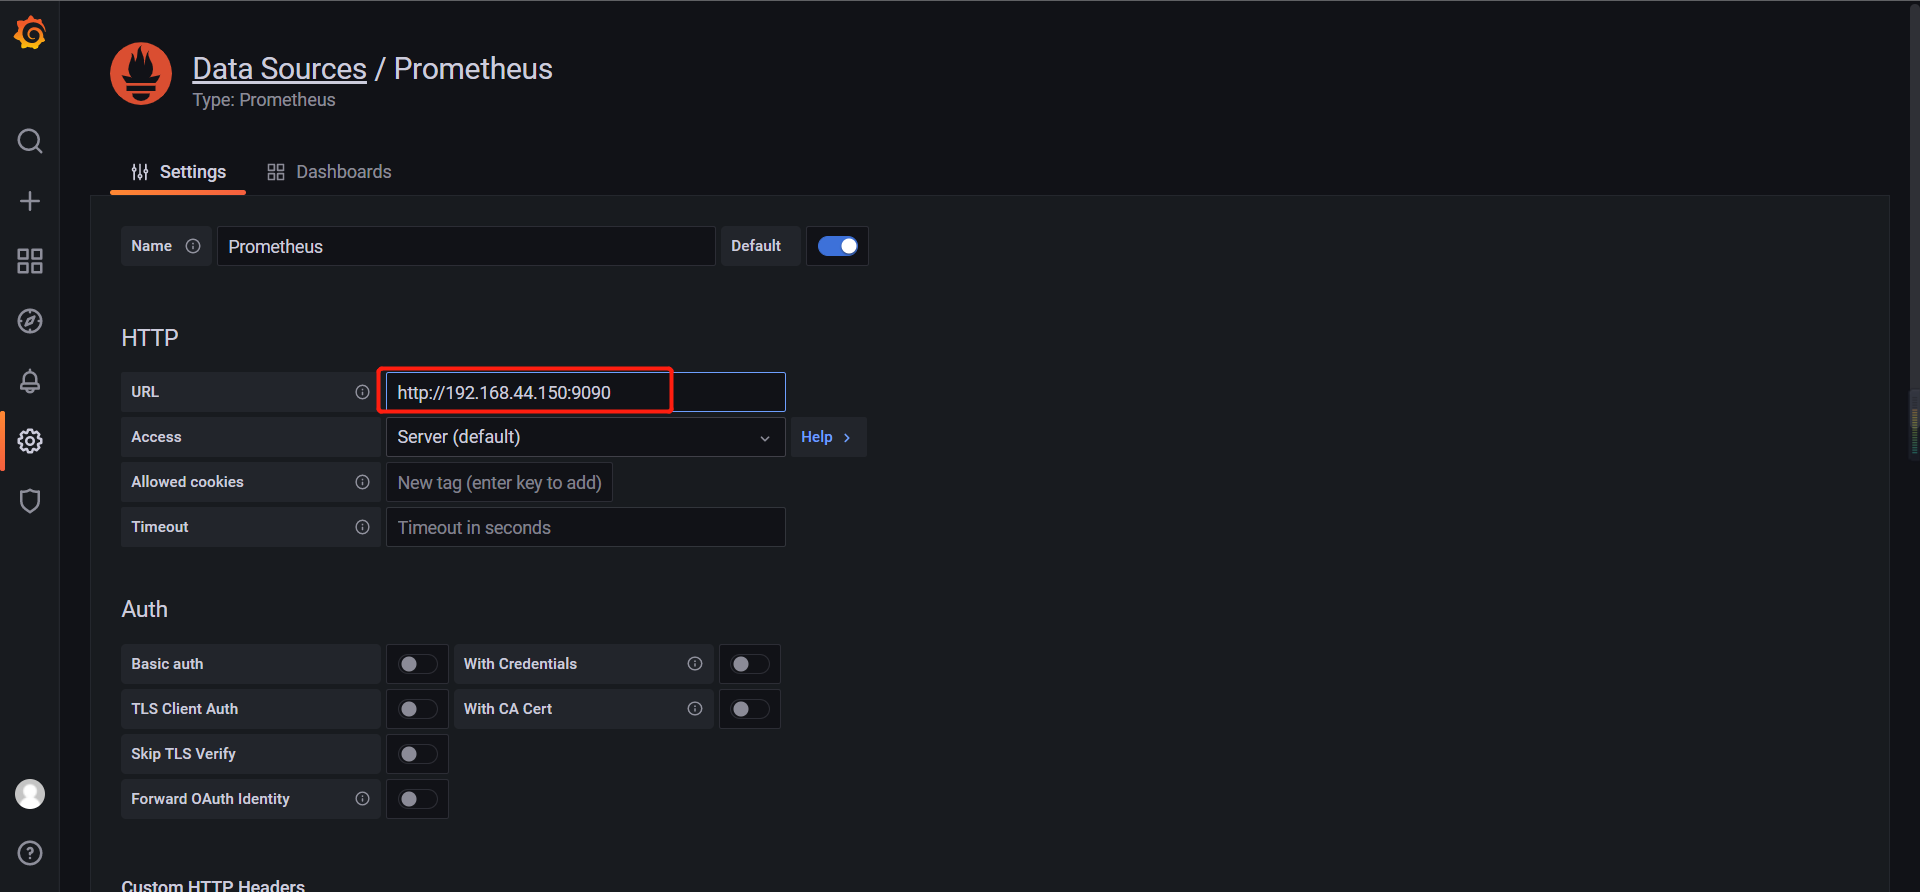 Data Sources / Prometheus
Type: Prometheus
Settings Dashboards
Name Prometheus Default
HTTP
URL http://192.168.44.150:9090
Access Server (default) Help
Allowed cookies New tag (enter key to add)
Timeout Timeout in seconds
Auth
Basic auth With Credentials
TLS Client Auth With CA Cert
Skip TLS Verify
Forward OAuth Identity
Custom HTTP Headers